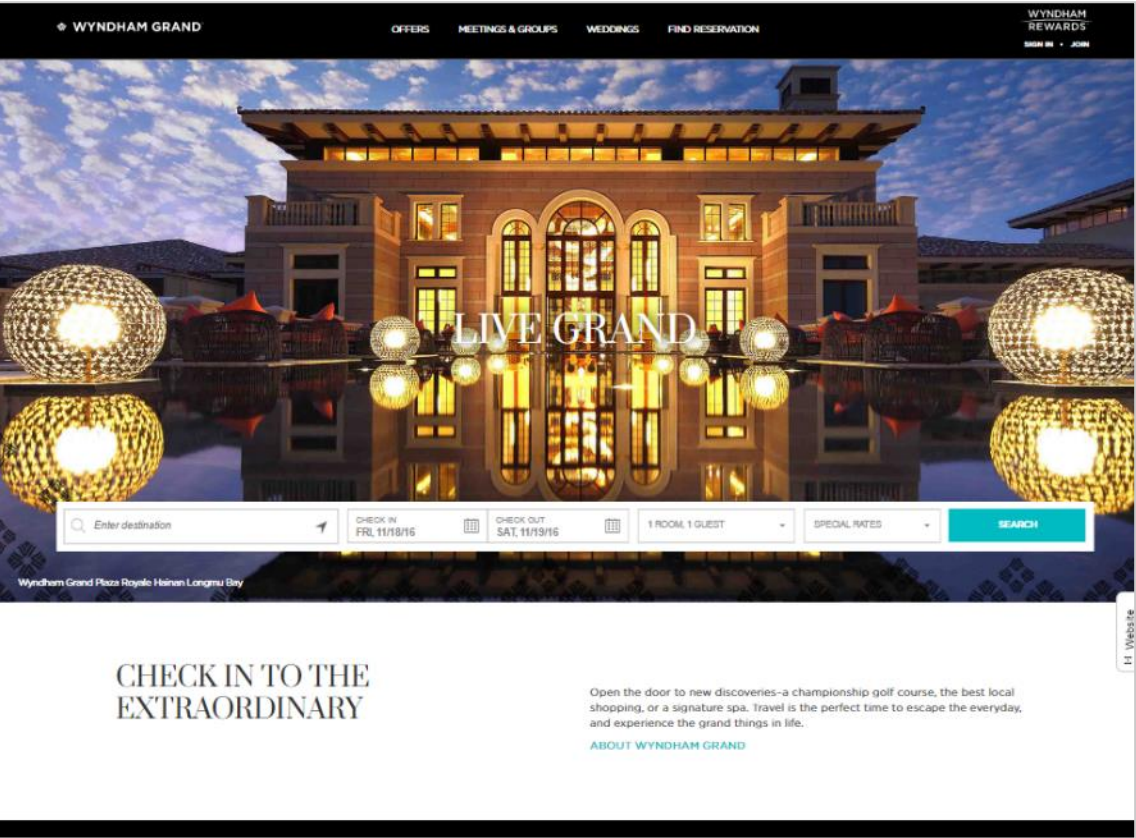 WYNDHAM GRAND
OFFERS MEETINGS & GROUPS WEDDINGS FIND RESERVATION
WYNDHAM
REWARDS
SIGN IN • JOIN
LIVE GRAND
Enter destination
CHECK IN
FRI, 11/18/16
CHECK OUT
SAT, 11/19/16
1 ROOM, 1 GUEST
SPECIAL RATES
SEARCH
Wyndham Grand Plaza Royale Hainan Longmu Bay
[-] Website
CHECK IN TO THE
EXTRAORDINARY
Open the door to new discoveries–a championship golf course, the best local
shopping, or a signature spa. Travel is the perfect time to escape the everyday,
and experience the grand things in life.
ABOUT WYNDHAM GRAND